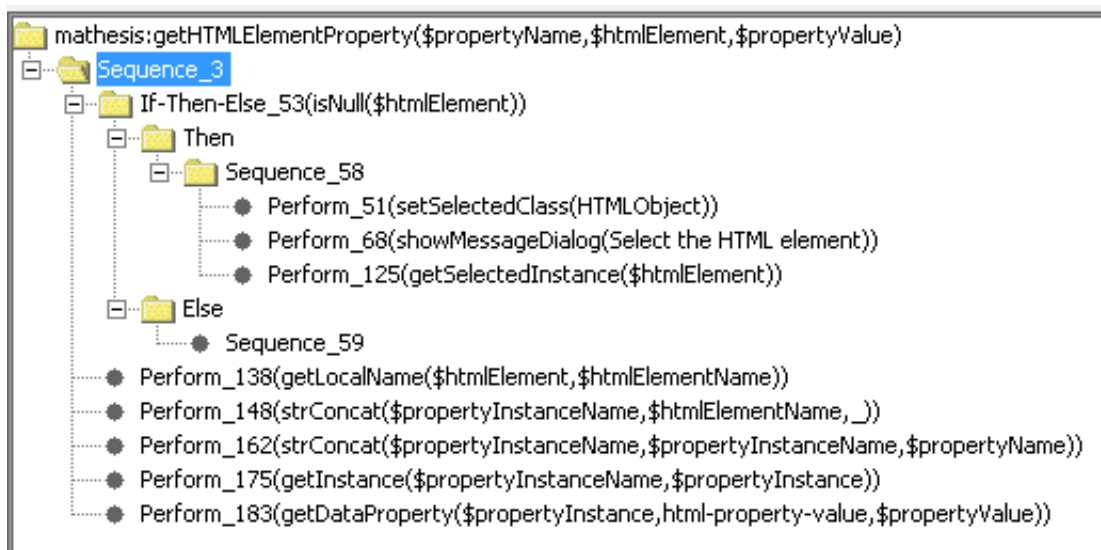 mathesis:getHTMLElementProperty($propertyName,$htmlElement,$propertyValue)
Sequence_3
If-Then-Else_53(isNull($htmlElement))
Then
Sequence_58
Perform_51(setSelectedClass(HTMLObject))
Perform_68(showMessageDialog(Select the HTML element))
Perform_125(getSelectedInstance($htmlElement))
Else
Sequence_59
Perform_138(getLocalName($htmlElement,$htmlElementName))
Perform_148(strConcat($propertyInstanceName,$htmlElementName,_))
Perform_162(strConcat($propertyInstanceName,$propertyInstanceName,$propertyName))
Perform_175(getInstance($propertyInstanceName,$propertyInstance))
Perform_183(getDataProperty($propertyInstance,html-property-value,$propertyValue))